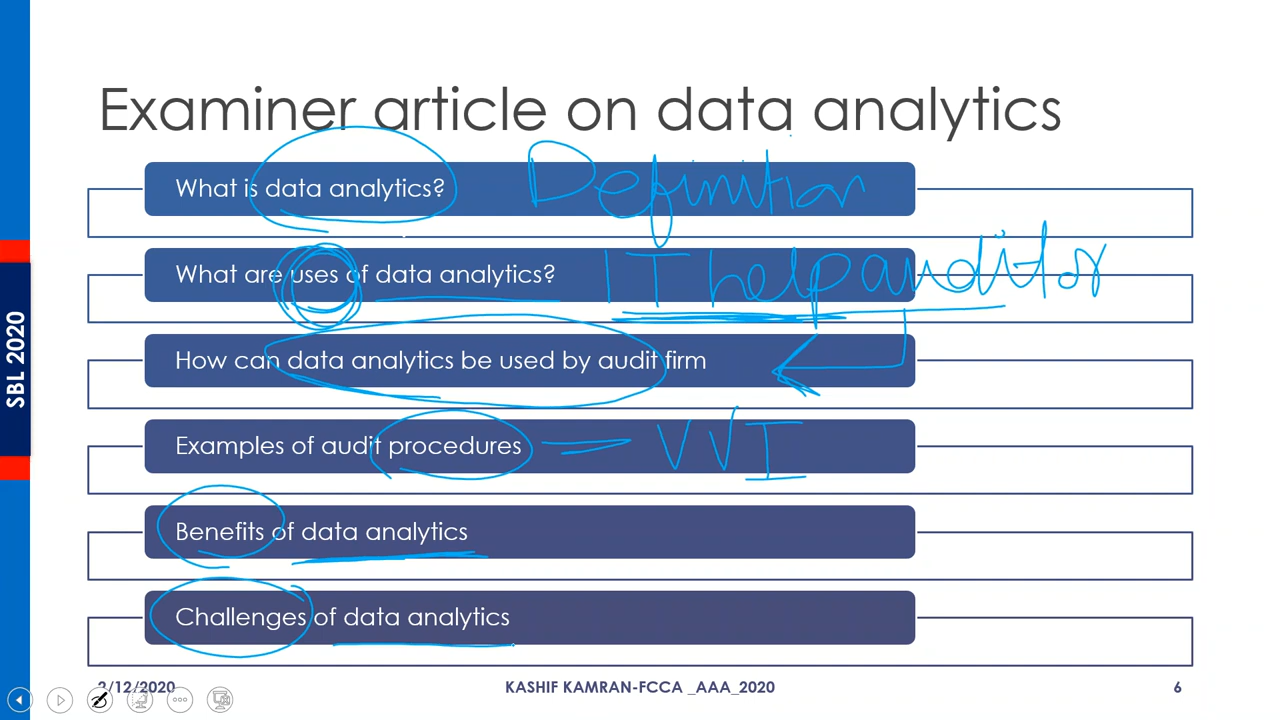 Examiner article on data analytics
What is data analytics? Definition
What are uses of data analytics? IT help auditor
How can data analytics be used by audit firm
Examples of audit procedures VVI
Benefits of data analytics
Challenges of data analytics
SBL 2020
2/12/2020 KASHIF KAMRAN-FCCA _AAA_2020 6